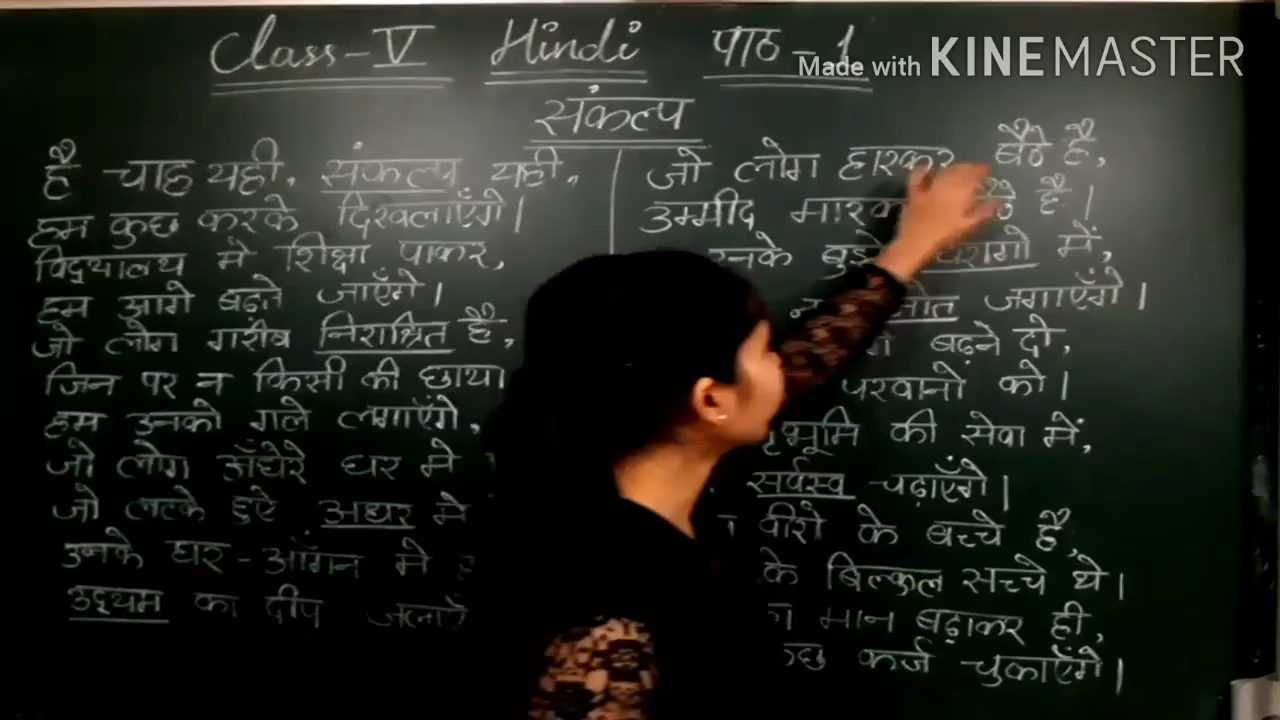 Class-V Hindi पाठ-1
Made with KINEMASTER
संकल्प
है चाह यही, संकल्प यही,
हम कुछ करके दिखलाएँगे।
विद्यालय मे शिक्षा पाकर,
हम आगे बढ़ते जाएँगे।
जो लोग गरीब निराश्रित है,
जिन पर न किसी की छाया
हम उनको गले लगाएँगे,
जो लोग अँधेरे घर मे
जो लटके हुऐ अधर मे
उनके घर-आँगन मे
उद्यम का दीप
जो लोग हारकर बैठे है,
उम्मीद है।
उनके बुझे में,
जगाएँगे।
बढ़ने दो,
परवानों को।
की सेवा में,
सर्वस्व चढ़ाएँगे।
वीरो के बच्चे है,
के बिल्कुल सच्चे थे।
मान बढ़ाकर ही,
कर्ज चुकाएँगे।